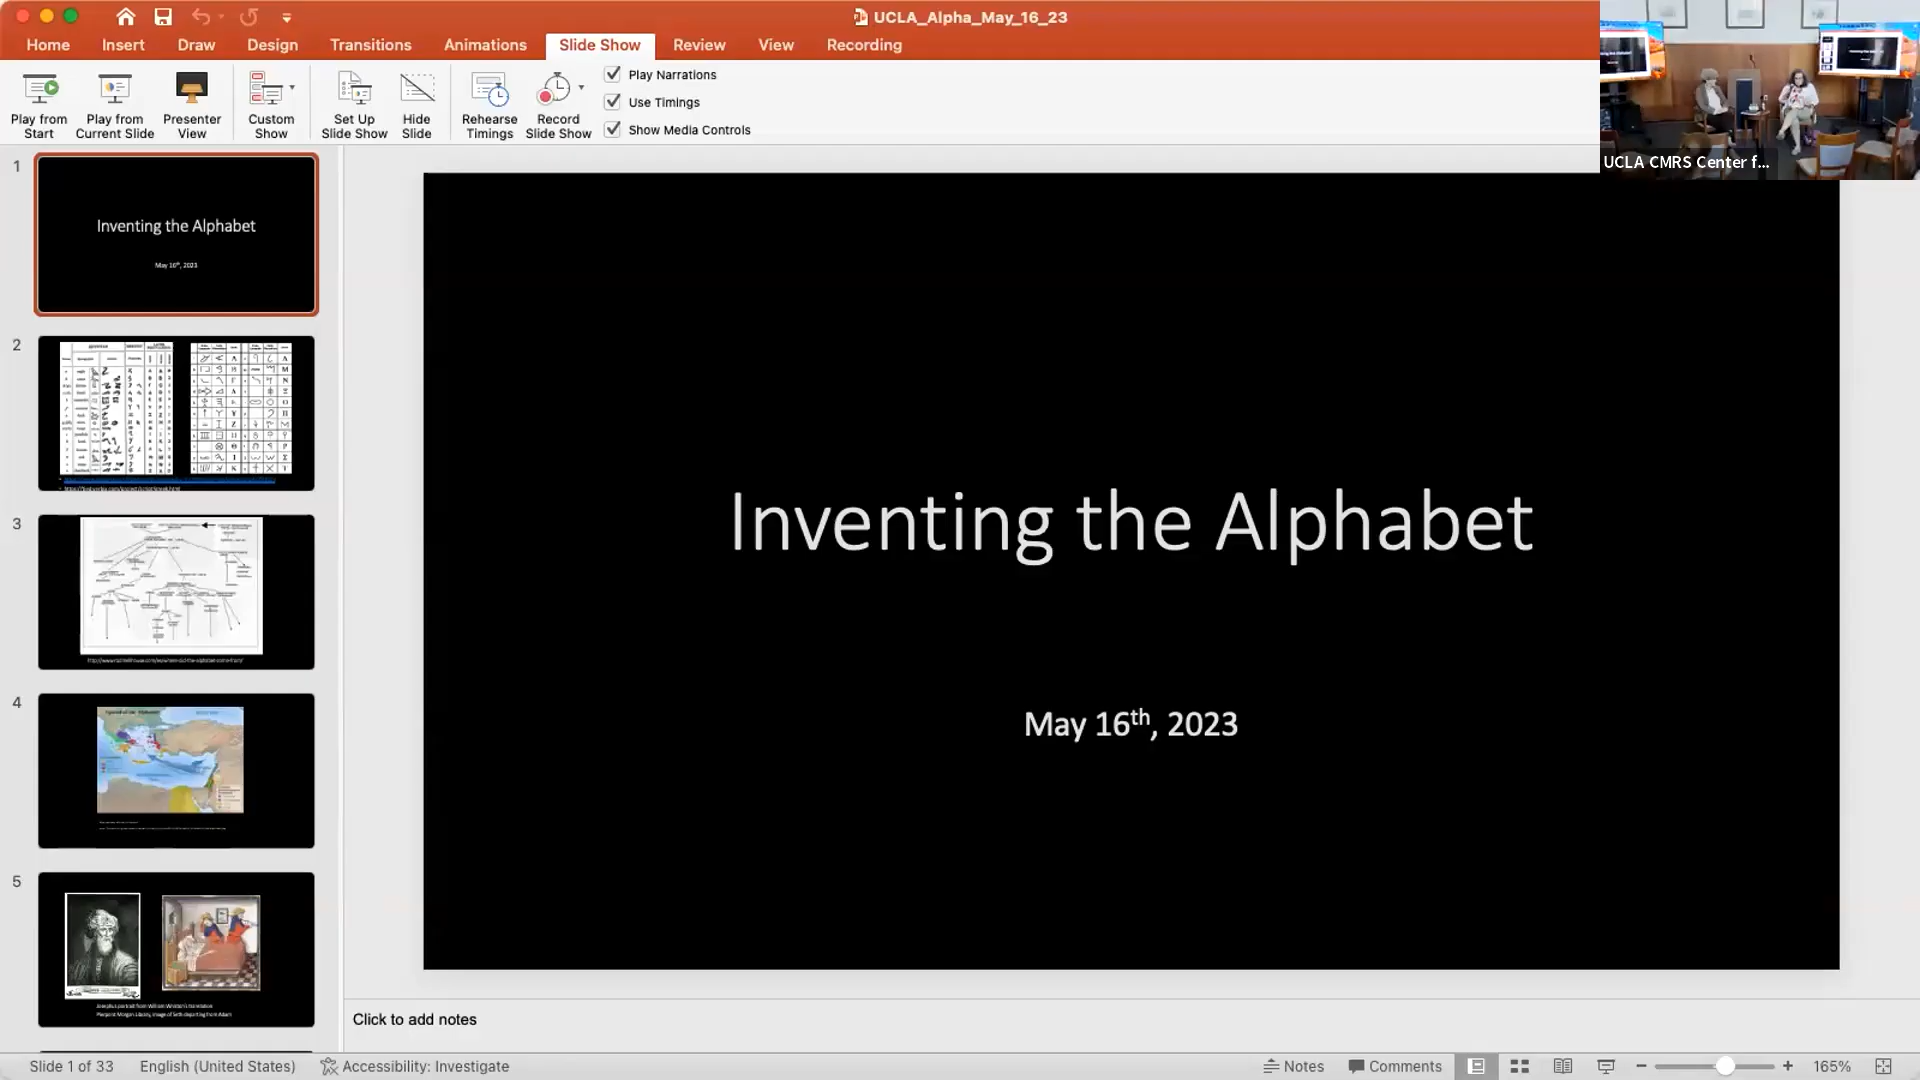 UCLA_Alpha_May_16_23
Home Insert Draw Design Transitions Animations Slide Show Review View Recording
Play from Start
Play from Current Slide
Presenter View
Custom Show
Set Up Slide Show
Hide Slide
Rehearse Timings
Record Slide Show
Play Narrations
Use Timings
Show Media Controls
UCLA CMRS Center f...
1
Inventing the Alphabet
May 16th, 2023
2
3
4
5
Inventing the Alphabet
May 16th, 2023
Click to add notes
Slide 1 of 33 English (United States) Accessibility: Investigate Notes Comments 165%